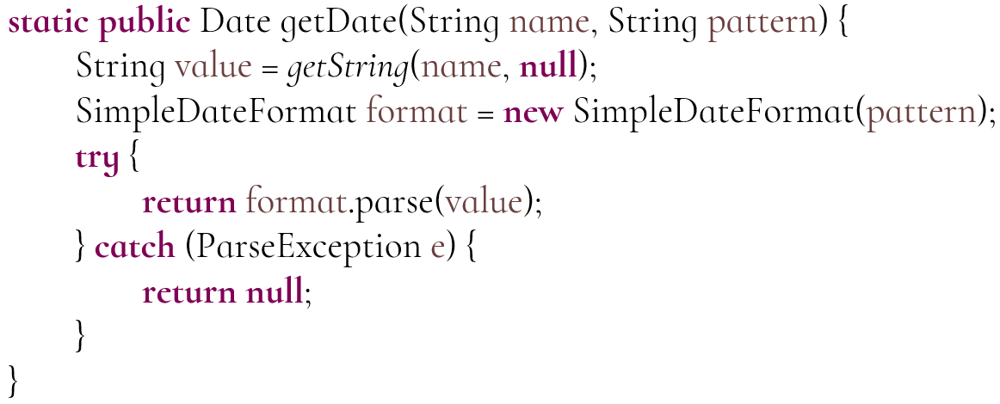 static public Date getDate(String name, String pattern) {
String value = getString(name, null);
SimpleDateFormat format = new SimpleDateFormat(pattern);
try {
return format.parse(value);
} catch (ParseException e) {
return null;
}
}